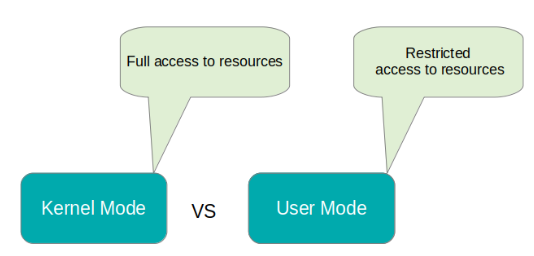 Full access to resources
Restricted
access to resources
Kernel Mode
VS
User Mode